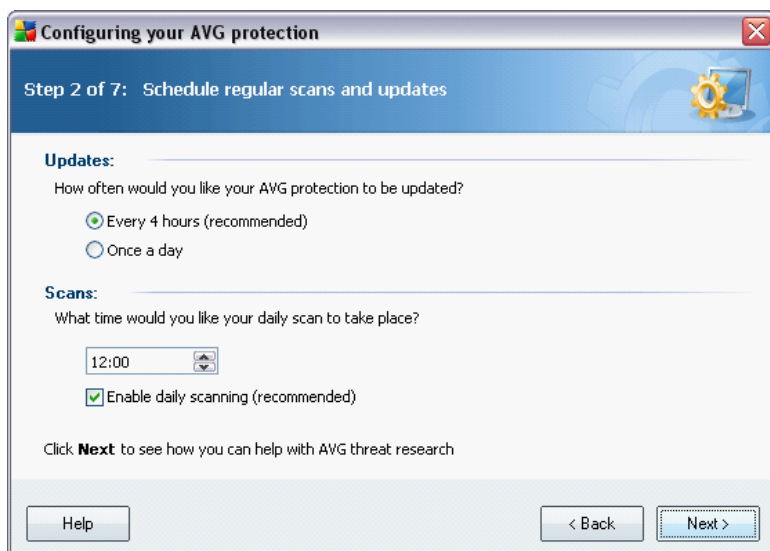 Configuring your AVG protection
Step 2 of 7: Schedule regular scans and updates
Updates:
How often would you like your AVG protection to be updated?
Every 4 hours (recommended)
Once a day
Scans:
What time would you like your daily scan to take place?
12:00
Enable daily scanning (recommended)
Click Next to see how you can help with AVG threat research
Help
< Back
Next >